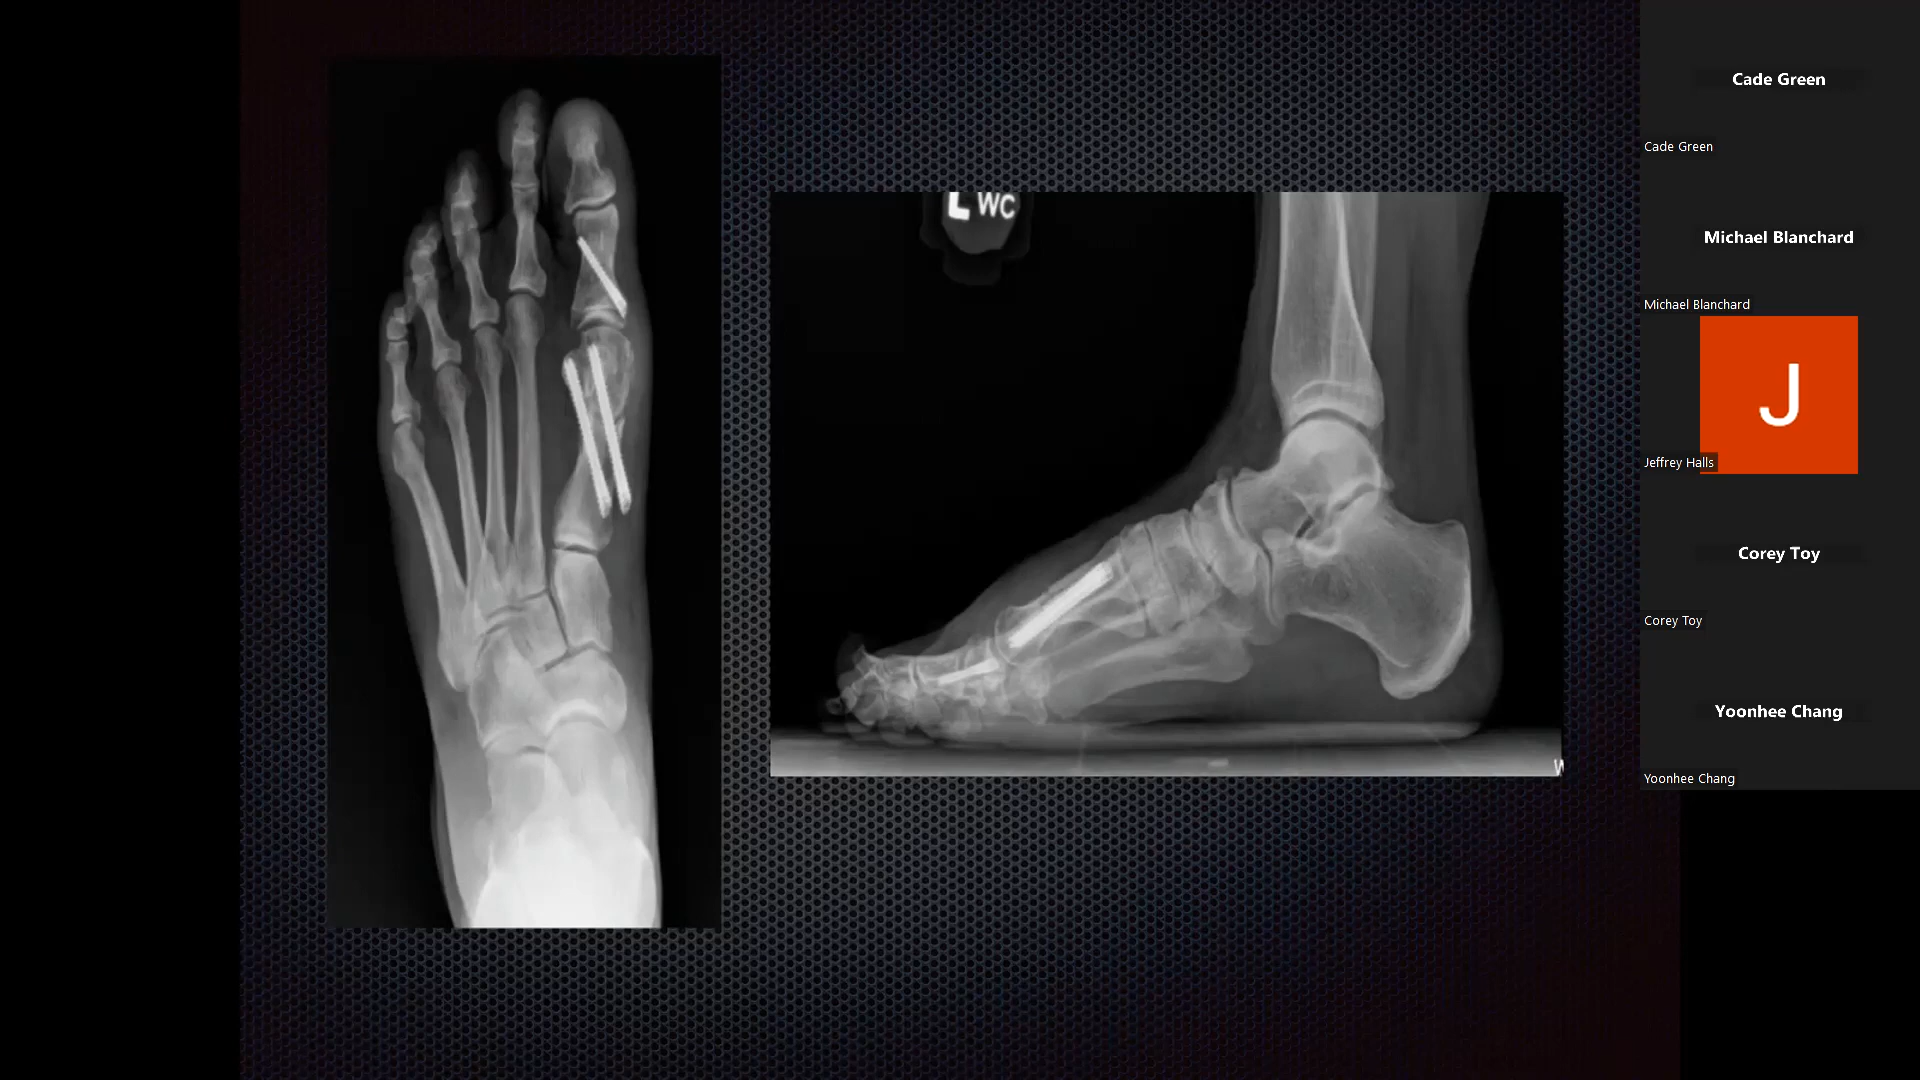 L WC
W
Cade Green
Cade Green
Michael Blanchard
Michael Blanchard
J
Jeffrey Halls
Corey Toy
Corey Toy
Yoonhee Chang
Yoonhee Chang